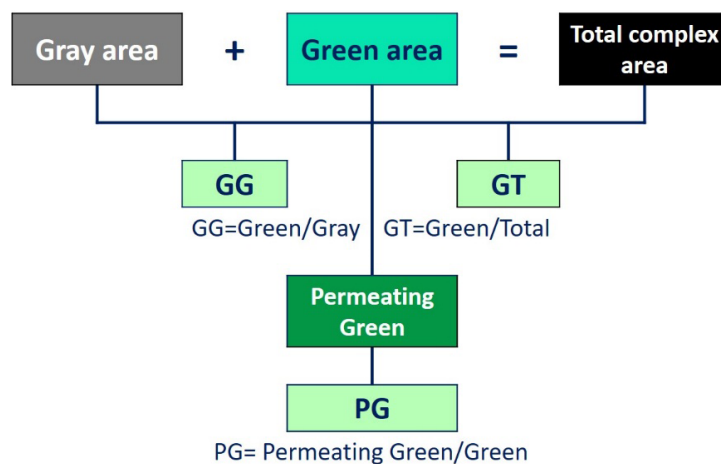 Gray area + Green area = Total complex
area
GG
GT
GG=Green/Gray
GT=Green/Total
Permeating
Green
PG
PG= Permeating Green/Green